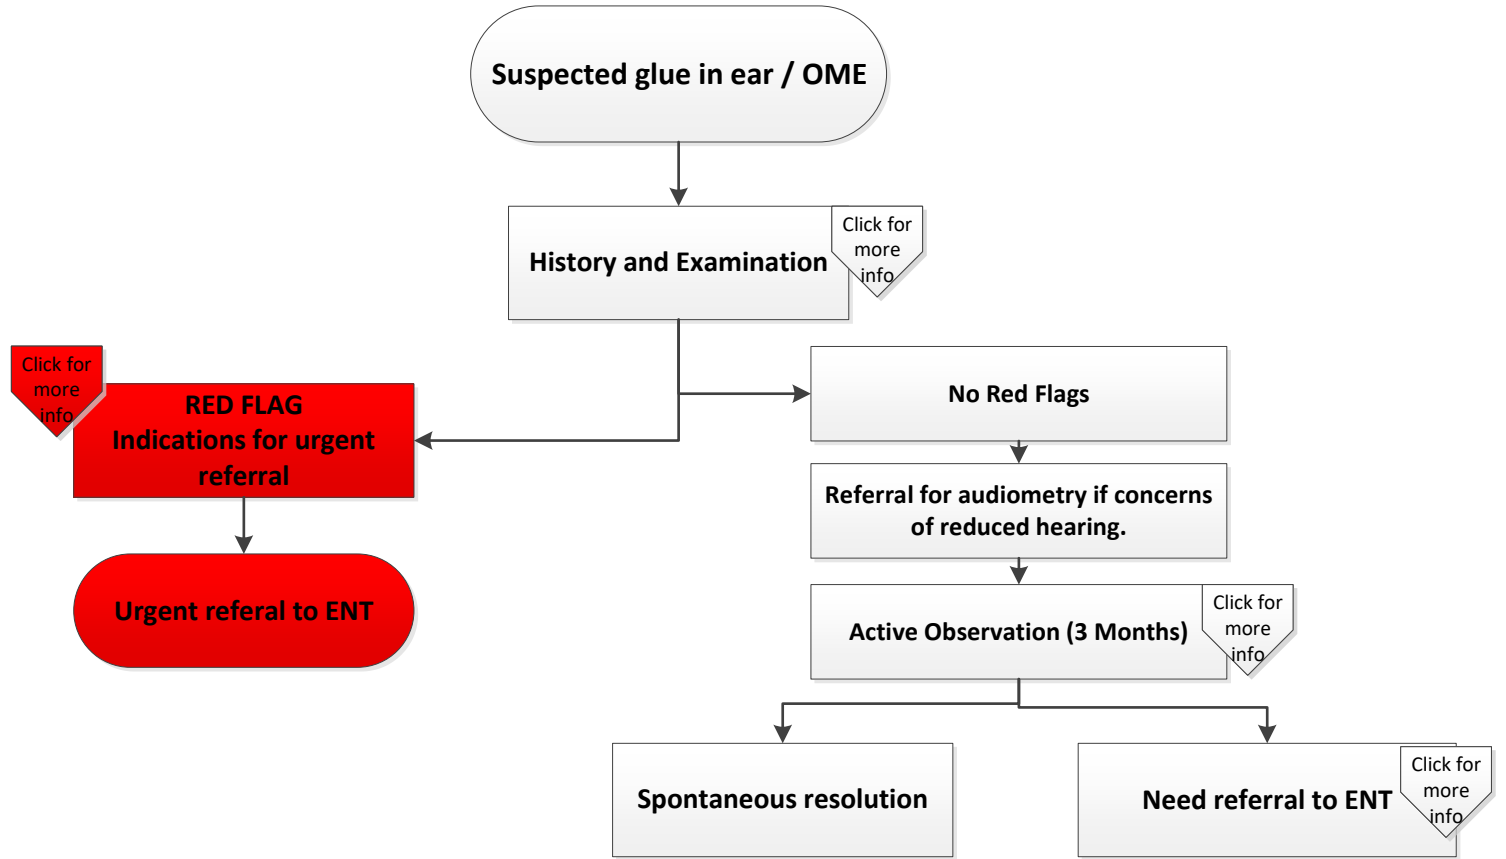 Suspected glue in ear / OME
History and Examination
Click for
more
info
Click for
more
info
RED FLAG
Indications for urgent
referral
No Red Flags
Referral for audiometry if concerns
of reduced hearing.
Urgent referal to ENT
Active Observation (3 Months)
Click for
more
info
Spontaneous resolution
Need referral to ENT
Click for
more
info